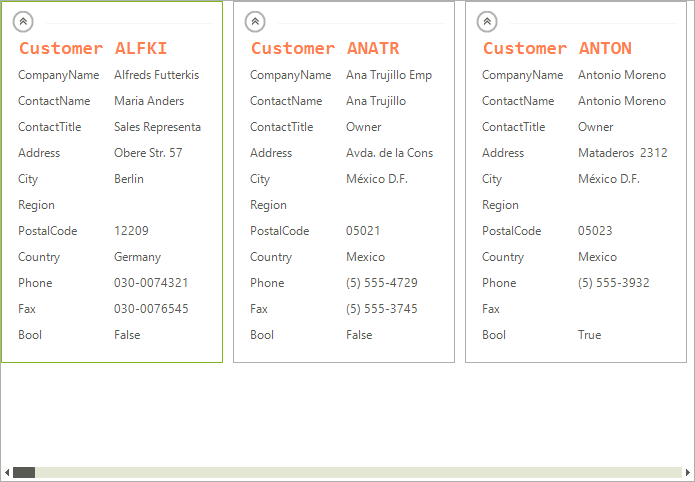 Customer ALFKI
CompanyName Alfreds Futterkis
ContactName Maria Anders
ContactTitle Sales Representa
Address Obere Str. 57
City Berlin
Region
PostalCode 12209
Country Germany
Phone 030-0074321
Fax 030-0076545
Bool False
Customer ANATR
CompanyName Ana Trujillo Emp
ContactName Ana Trujillo
ContactTitle Owner
Address Avda. de la Cons
City México D.F.
Region
PostalCode 05021
Country Mexico
Phone (5) 555-4729
Fax (5) 555-3745
Bool False
Customer ANTON
CompanyName Antonio Moreno
ContactName Antonio Moreno
ContactTitle Owner
Address Mataderos 2312
City México D.F.
Region
PostalCode 05023
Country Mexico
Phone (5) 555-3932
Fax
Bool True